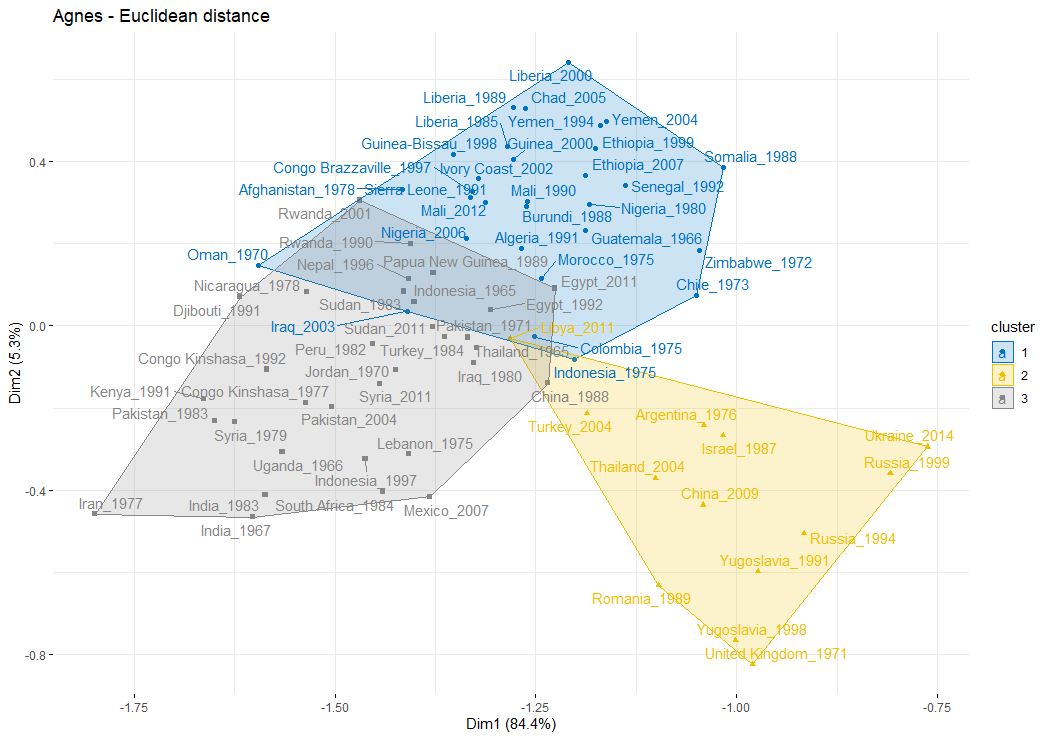 Agnes - Euclidean distance
Liberia_2000
Liberia_1989
Chad_2005
Liberia_1985
Yemen_1994
Yemen_2004
Guinea-Bissau_1998
Guinea_2000
Ethiopia_1999
Somalia_1988
0.4
Congo Brazzaville_1997
Ivory Coast_2002
Ethiopia_2007
Afghanistan_1978
Sierra Leone_1991
Mali_1990
Senegal_1992
Rwanda_2001
Mali_2012
Burundi_1988
Nigeria_1980
Rwanda_1990
Nigeria_2006
Algeria_1991
Guatemala_1966
Oman_1970
Nepal_1996
Papua New Guinea_1989
Morocco_1975
Zimbabwe_1972
Nicaragua_1978
Indonesia_1965
Egypt_2011
Chile_1973
Djibouti_1991
Sudan_1983
Egypt_1992
0.0
Iraq_2003
Sudan_2011
Pakistan_1971
Libya_2011
cluster
Peru_1982
Turkey_1984
Thailand_1965
Colombia_1975
1
Congo Kinshasa_1992
Jordan_1970
Iraq_1980
Indonesia_1975
2
Kenya_1991
Congo Kinshasa_1977
Syria_2011
China_1988
3
Pakistan_1983
Pakistan_2004
Turkey_2004
Argentina_1976
Syria_1979
Lebanon_1975
Israel_1987
Ukraine_2014
Uganda_1966
Thailand_2004
Russia_1999
Indonesia_1997
-0.4
Iran_1977
India_1983
South Africa_1984
Mexico_2007
China_2009
India_1967
Russia_1994
Yugoslavia_1991
Romania_1989
Yugoslavia_1998
-0.8
United Kingdom_1971
-1.75
-1.50
-1.25
-1.00
-0.75
Dim1 (84.4%)
Dim2 (5.3%)